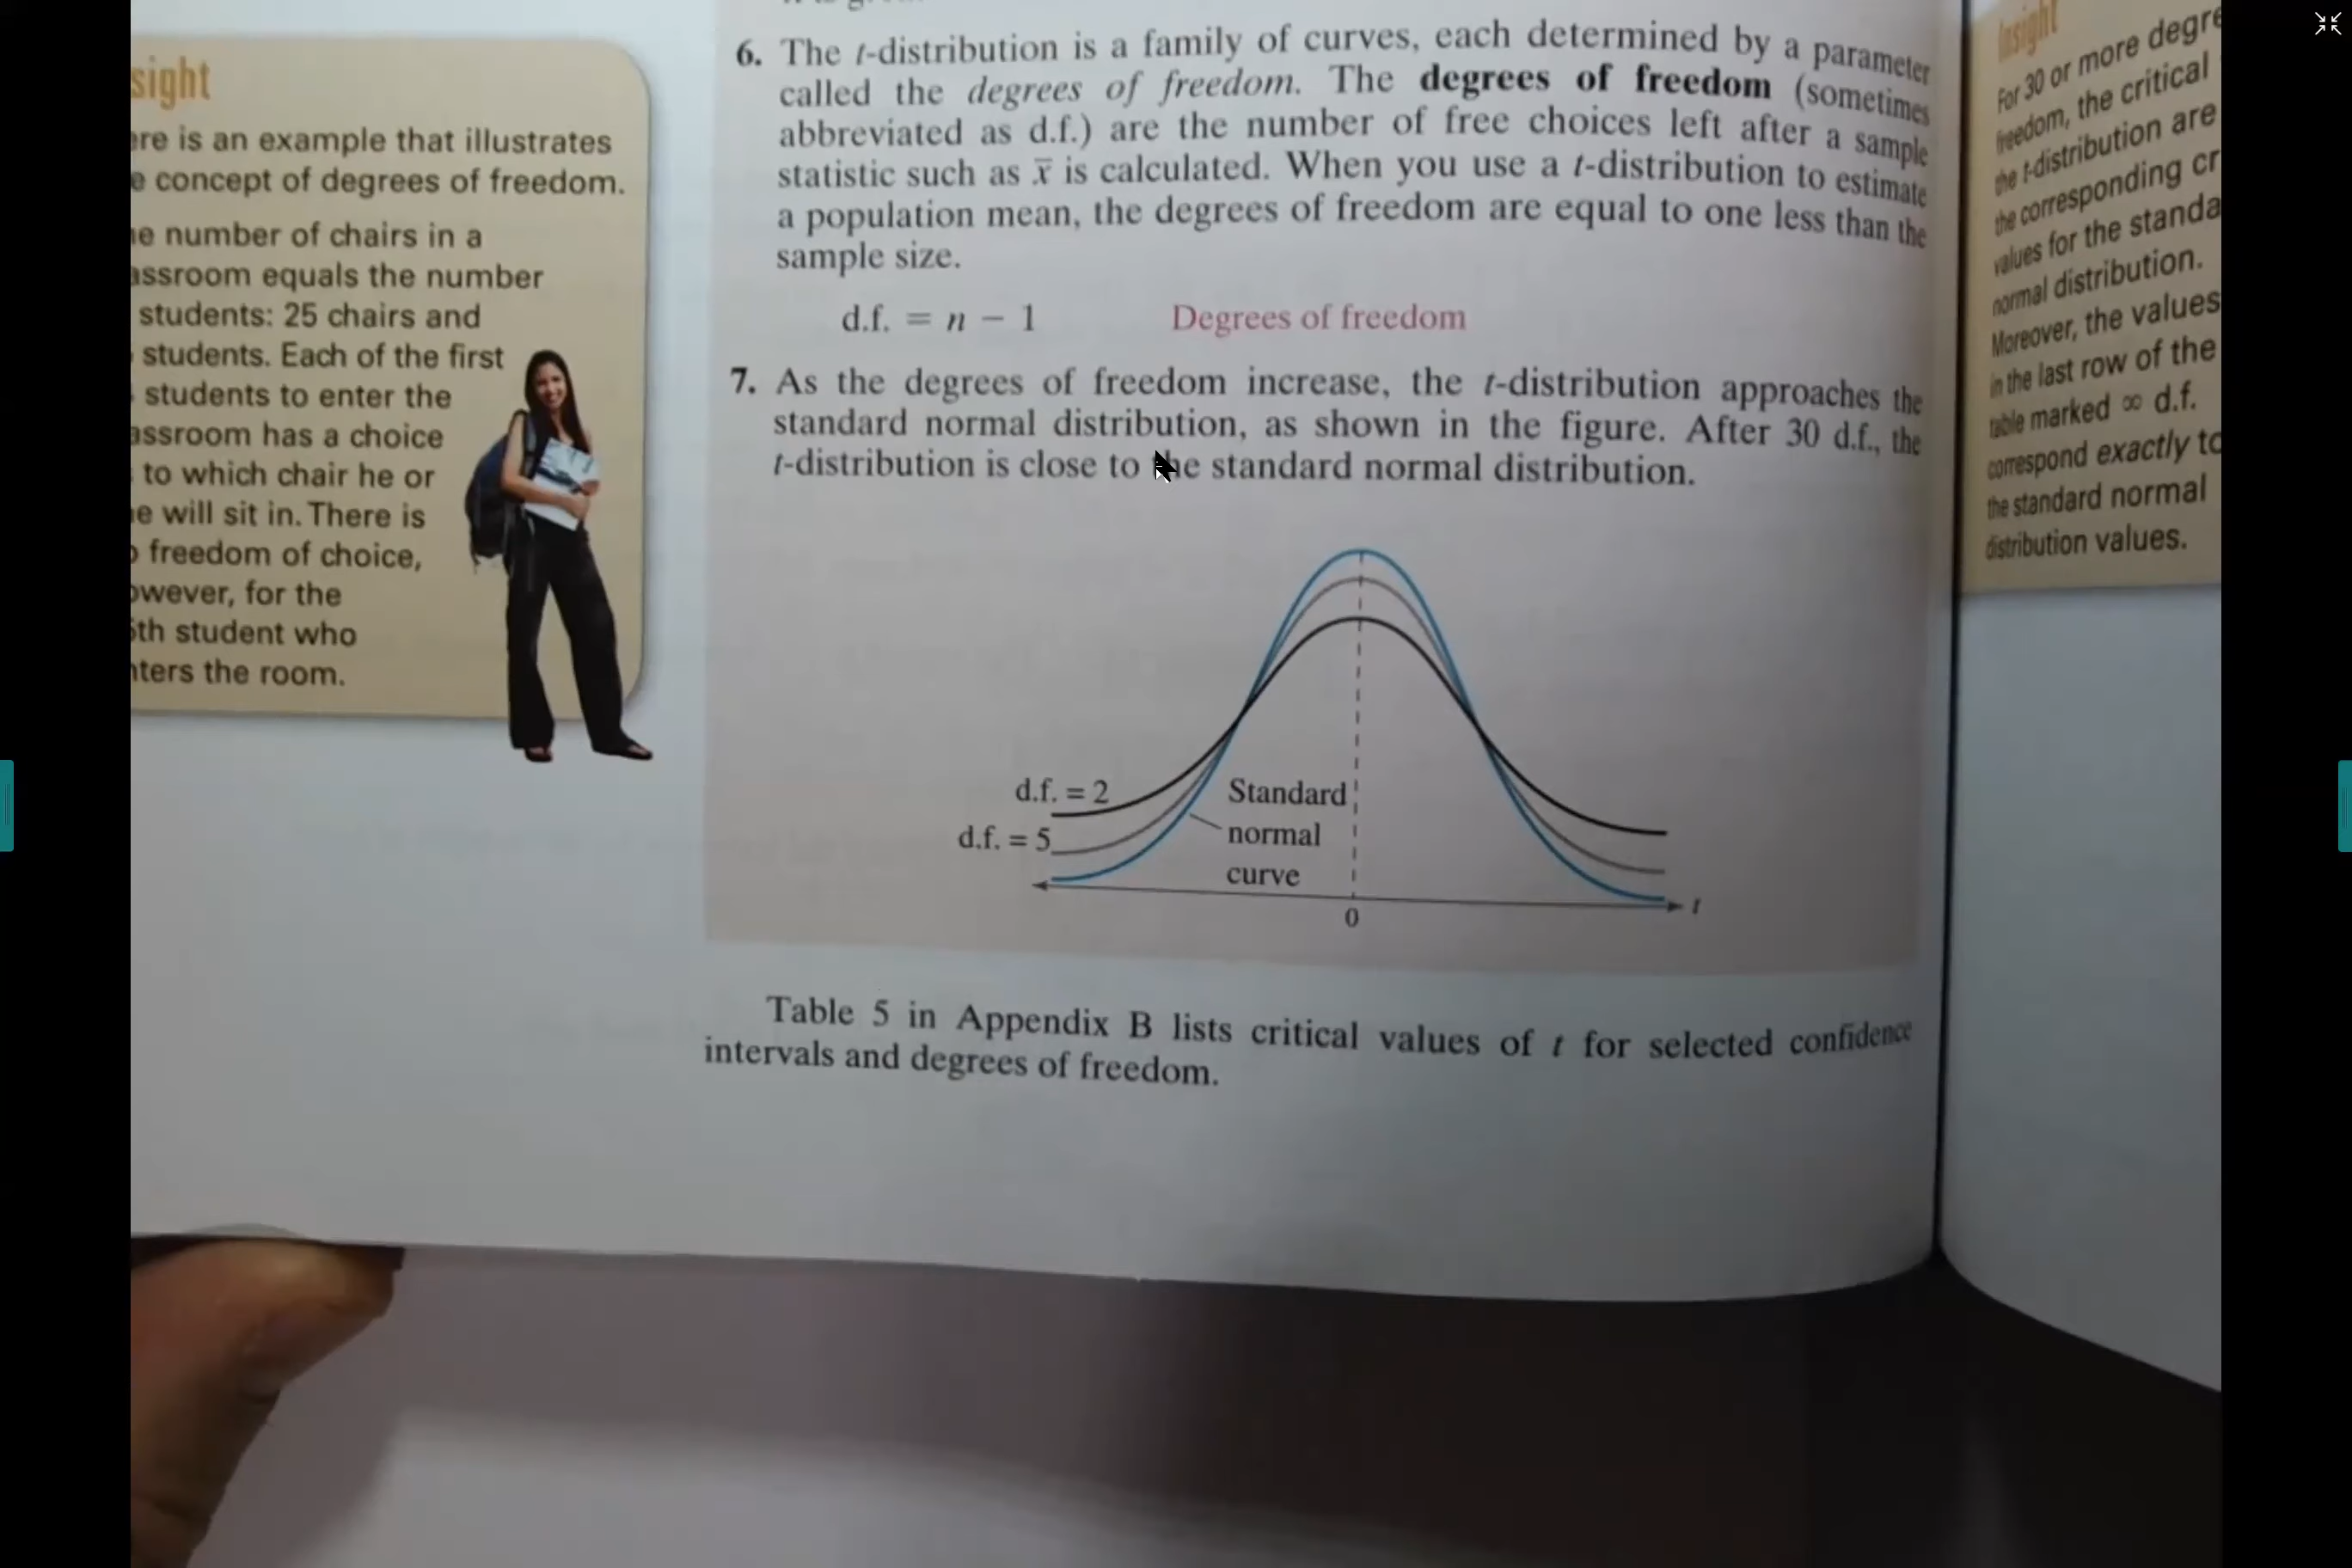 sight
ere is an example that illustrates
e concept of degrees of freedom.
e number of chairs in a
assroom equals the number
students: 25 chairs and
students. Each of the first
students to enter the
assroom has a choice
to which chair he or
e will sit in. There is
freedom of choice,
owever, for the
5th student who
nters the room.
6. The t-distribution is a family of curves, each determined by a parameter
called the degrees of freedom. The degrees of freedom (sometimes
abbreviated as d.f.) are the number of free choices left after a sample
statistic such as x̅ is calculated. When you use a t-distribution to estimate
a population mean, the degrees of freedom are equal to one less than the
sample size.
d.f. = n − 1 Degrees of freedom
7. As the degrees of freedom increase, the t-distribution approaches the
standard normal distribution, as shown in the figure. After 30 d.f., the
t-distribution is close to the standard normal distribution.
d.f. = 2
d.f. = 5
Standard
normal
curve
0
t
Table 5 in Appendix B lists critical values of t for selected confidence
intervals and degrees of freedom.
Insight
For 30 or more degre
freedom, the critical
the t-distribution are
the corresponding cr
values for the standa
normal distribution.
Moreover, the values
in the last row of the
table marked ∞ d.f.
correspond exactly to
the standard normal
distribution values.